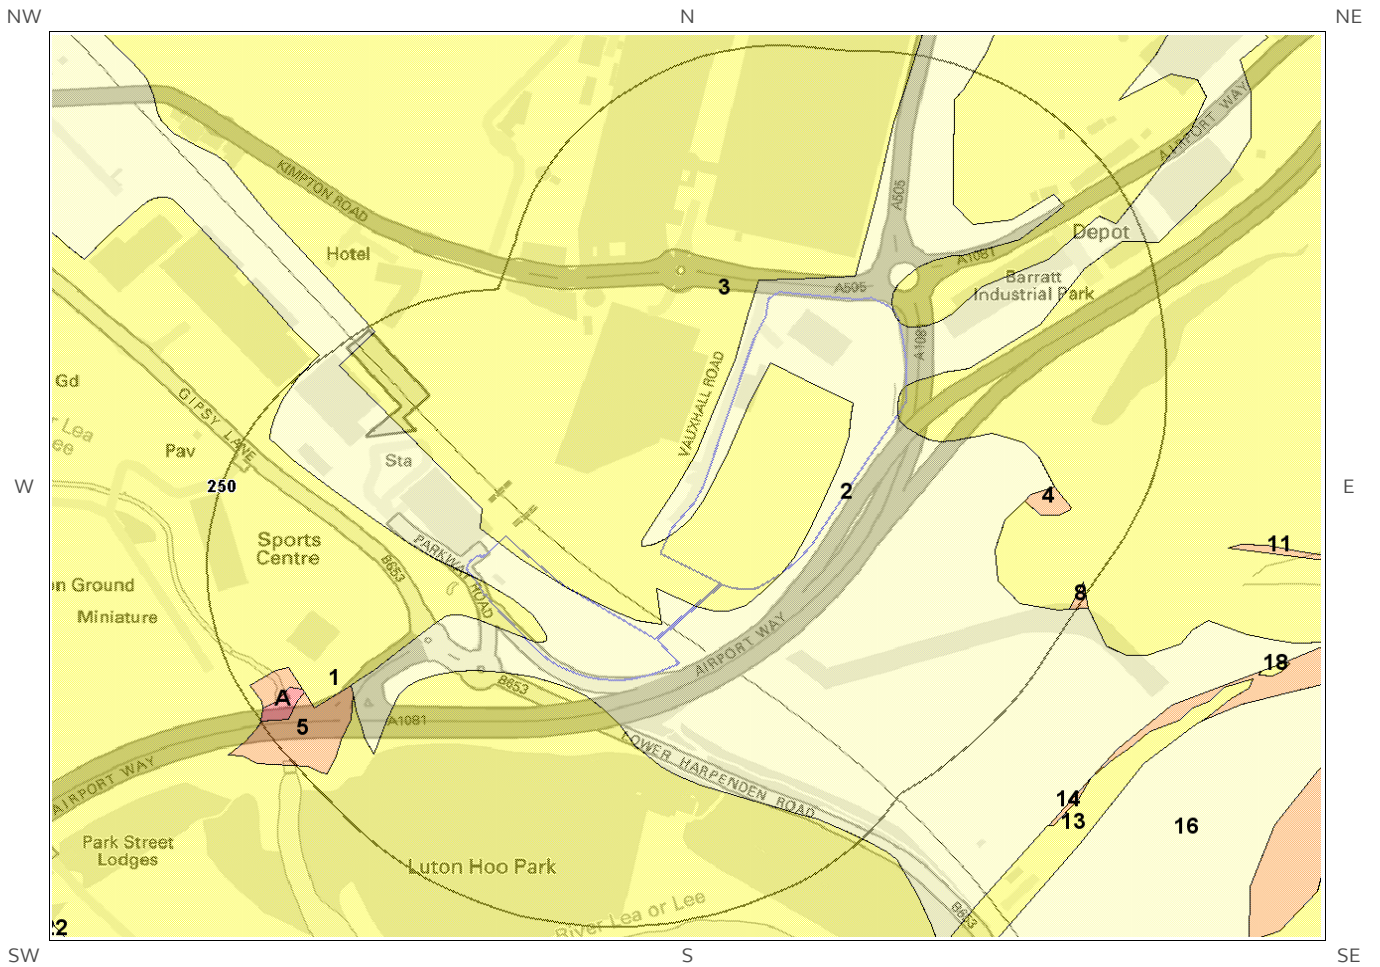 NW
N
NE
KIMPTON ROAD
Hotel
A505
AIRPORT WAY
Depot
A1081
Barratt
Industrial Park
3
A505
A108
Gd
GIPSY LANE
VAUXHALL ROAD
Lea
Pav
Sta
W
250
2
4
E
Sports
Centre
PARKWAY ROAD
B653
11
n Ground
8
Miniature
AIRPORT WAY
18
1
A
B653
5
A1081
LOWER HARPENDEN ROAD
AIRPORT WAY
14
13
16
Park Street
Lodges
Luton Hoo Park
River Lea or Lee
B653
22
SW
S
SE